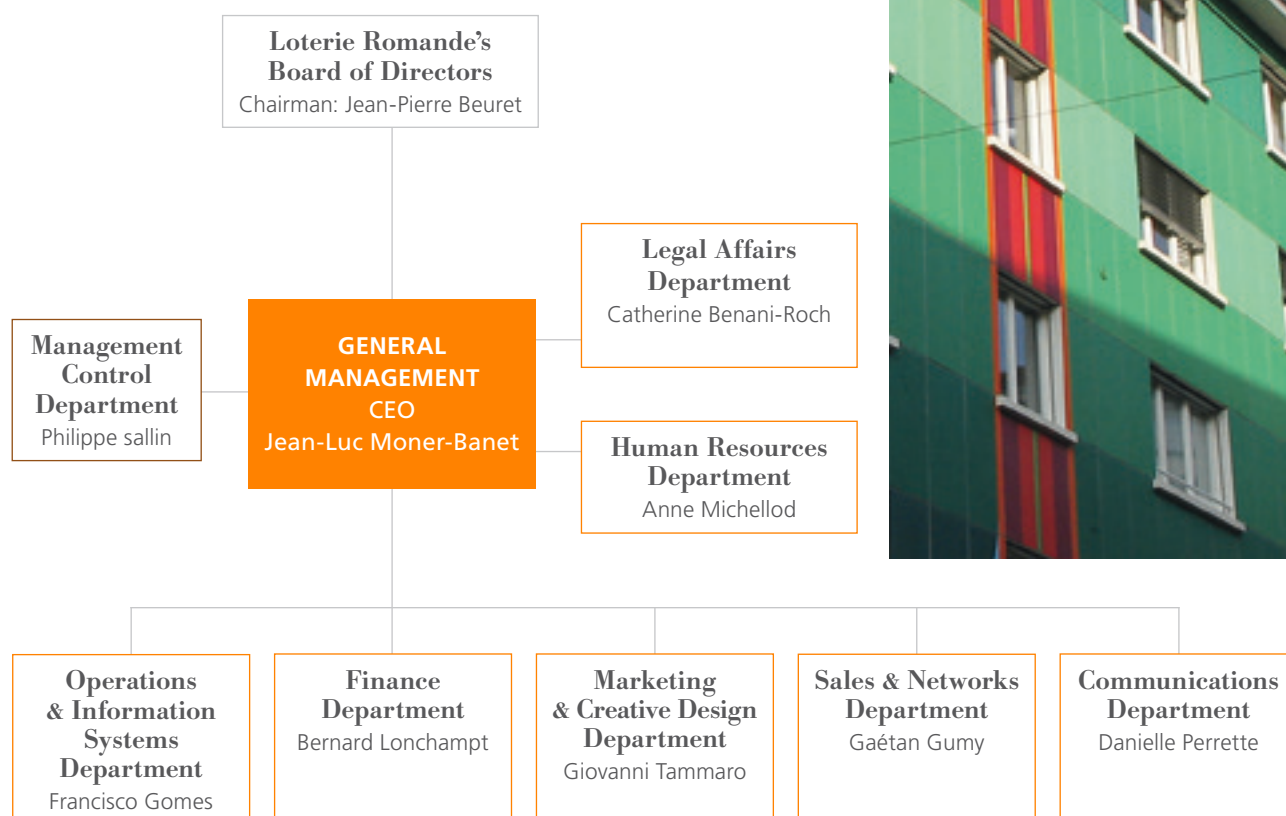 Loterie Romande's
Board of Directors
Chairman: Jean-Pierre Beuret
Legal Affairs
Department
Catherine Benani-Roch
Management
Control
Department
Philippe sallin
GENERAL
MANAGEMENT
CEO
Jean-Luc Moner-Banet
Human Resources
Department
Anne Michellod
Operations
& Information
Systems
Department
Francisco Gomes
Finance
Department
Bernard Lonchampt
Marketing
& Creative Design
Department
Giovanni Tammaro
Sales & Networks
Department
Gaétan Gumy
Communications
Department
Danielle Perrette